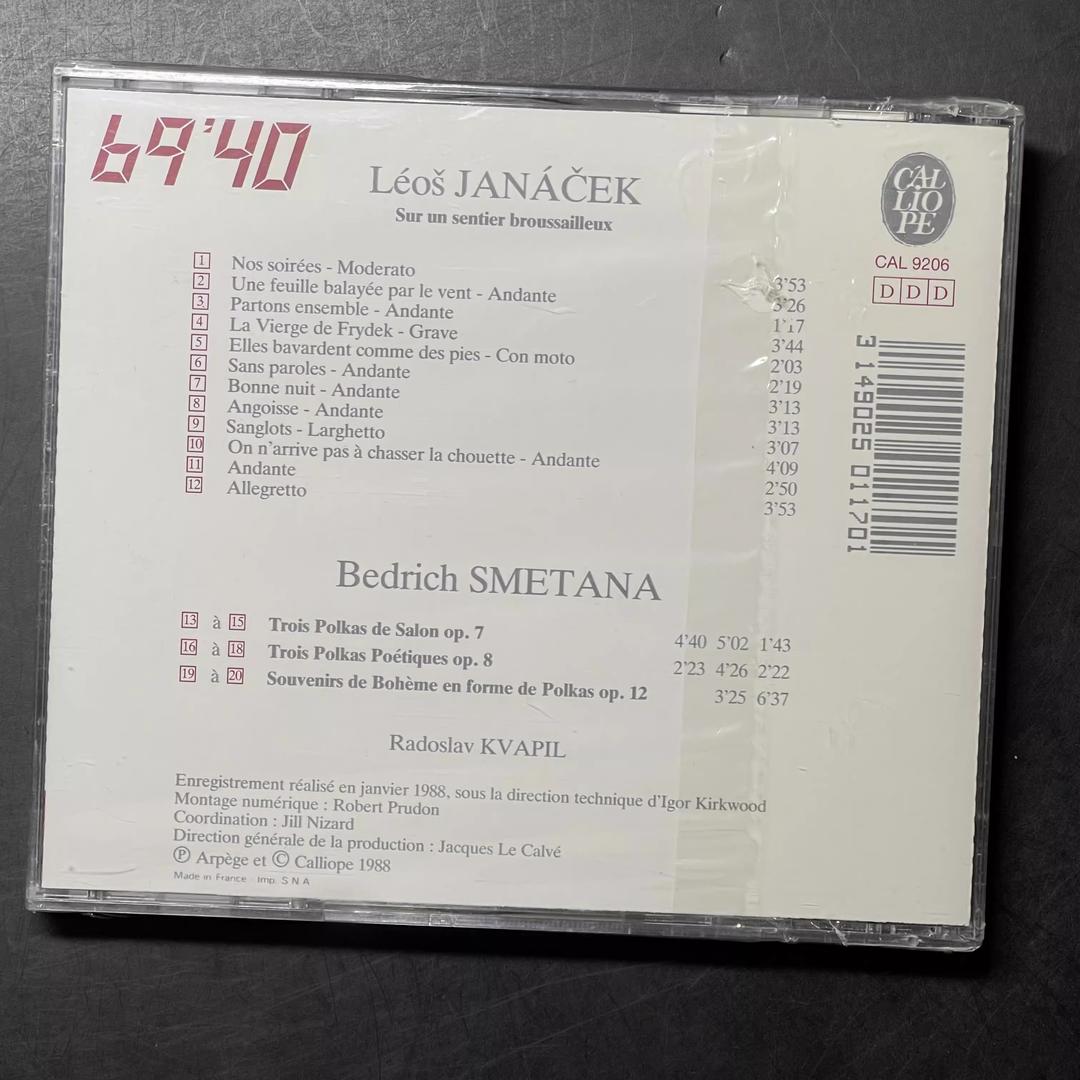 69'40
Léoš JANÁČEK
Sur un sentier broussailleux
1 Nos soirées - Moderato 3'53
2 Une feuille balayée par le vent - Andante 3'26
3 Partons ensemble - Andante 1'17
4 La Vierge de Frydek - Grave 3'44
5 Elles bavardent comme des pies - Con moto 2'03
6 Sans paroles - Andante 2'19
7 Bonne nuit - Andante 3'13
8 Angoisse - Andante 3'13
9 Sanglots - Larghetto 3'07
10 On n'arrive pas à chasser la chouette - Andante 4'09
11 Andante 2'50
12 Allegretto 3'53
Bedrich SMETANA
13 à 15 Trois Polkas de Salon op. 7 4'40 5'02 1'43
16 à 18 Trois Polkas Poétiques op. 8 2'23 4'26 2'22
19 à 20 Souvenirs de Bohème en forme de Polkas op. 12 3'25 6'37
Radoslav KVAPIL
Enregistrement réalisé en janvier 1988, sous la direction technique d'Igor Kirkwood
Montage numérique : Robert Prudon
Coordination : Jill Nizard
Direction générale de la production : Jacques Le Calvé
Ⓟ Arpège et © Calliope 1988
Made in France Imp. S N A
CAL
LIO
PE
CAL 9206
D D D
3 149025 011701